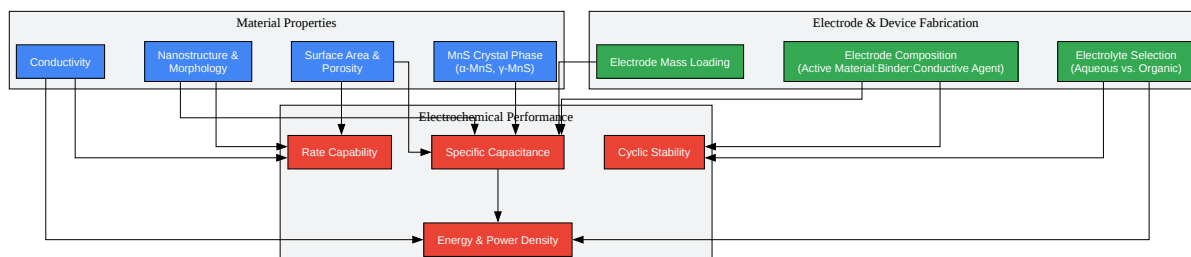 Material Properties
Electrode & Device Fabrication
Conductivity
Nanostructure &
Morphology
Surface Area &
Porosity
MnS Crystal Phase
(α-MnS, γ-MnS)
Electrode Mass Loading
Electrode Composition
(Active Material:Binder:Conductive Agent)
Electrolyte Selection
(Aqueous vs. Organic)
Electrochemical Performance
Rate Capability
Specific Capacitance
Cyclic Stability
Energy & Power Density